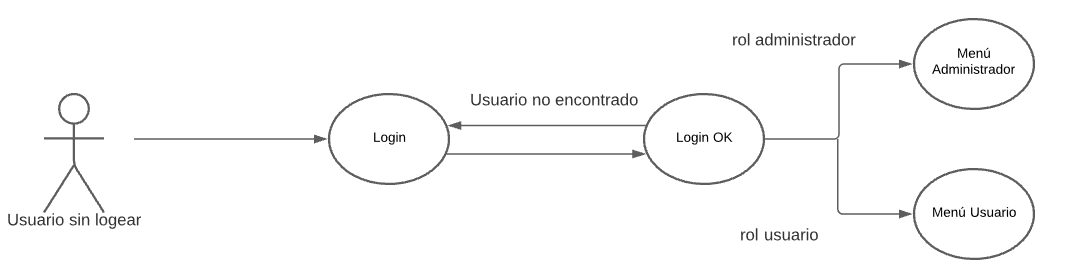 rol administrador
Menú
Administrador
Usuario no encontrado
Login
Login OK
Usuario sin logear
Menú Usuario
rol usuario